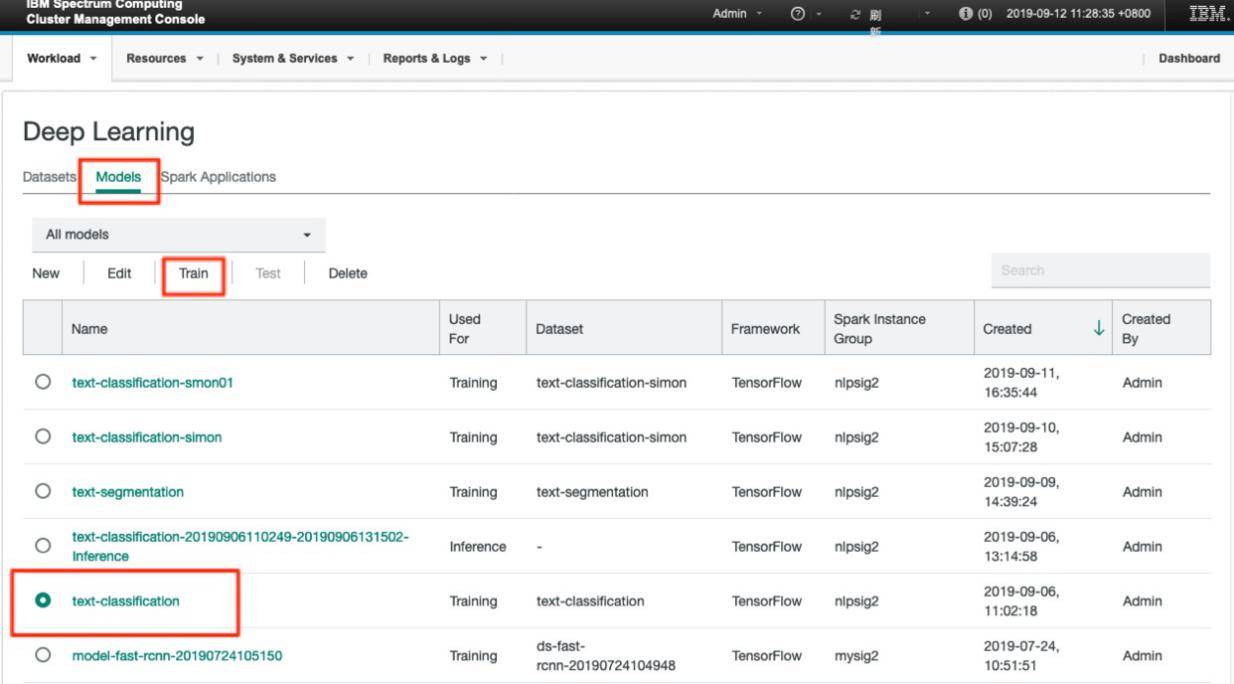 IBM Spectrum Computing
Cluster Management Console
Admin
刷
新
(0)
2019-09-12 11:28:35 +0800
IBM.
Workload
Resources
System & Services
Reports & Logs
Dashboard
Deep Learning
Datasets Models Spark Applications
All models
New Edit Train Test Delete
Search
Name
Used
For
Dataset
Framework
Spark Instance
Group
Created
Created
By
text-classification-smon01
Training
text-classification-simon
TensorFlow
nlpsig2
2019-09-11,
16:35:44
Admin
text-classification-simon
Training
text-classification-simon
TensorFlow
nlpsig2
2019-09-10,
15:07:28
Admin
text-segmentation
Training
text-segmentation
TensorFlow
nlpsig2
2019-09-09,
14:39:24
Admin
text-classification-20190906110249-20190906131502-
Inference
Inference
-
TensorFlow
nlpsig2
2019-09-06,
13:14:58
Admin
text-classification
Training
text-classification
TensorFlow
nlpsig2
2019-09-06,
11:02:18
Admin
model-fast-rcnn-20190724105150
Training
ds-fast-
rcnn-20190724104948
TensorFlow
mysig2
2019-07-24,
10:51:51
Admin